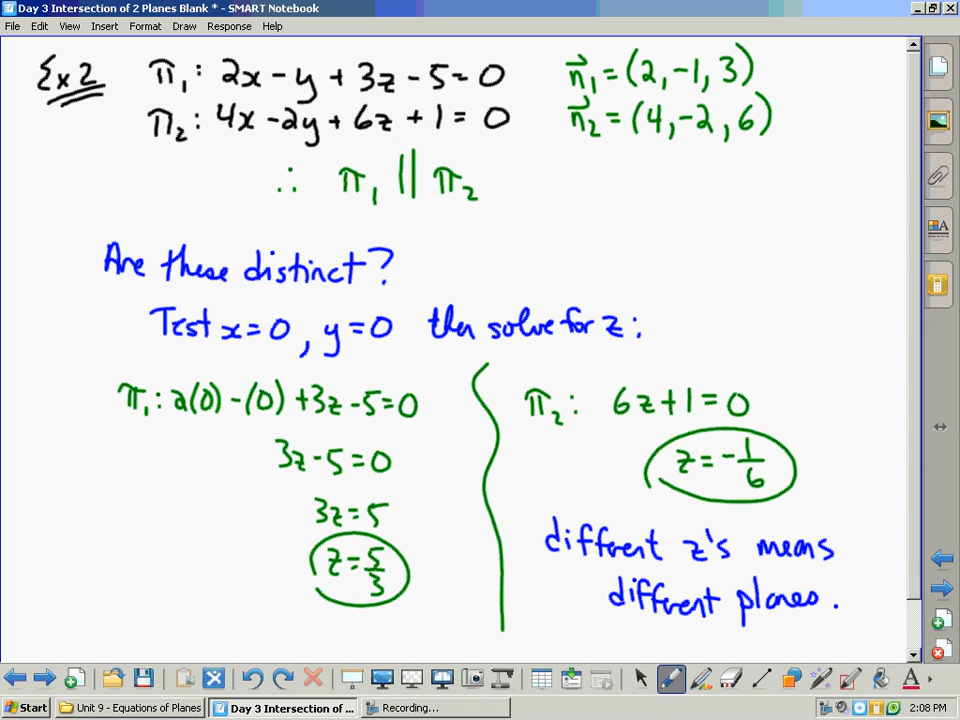 Day 3 Intersection of 2 Planes Blank * - SMART Notebook
File Edit View Insert Format Draw Response Help
Ex 2 π₁: 2x - y + 3z - 5 = 0 n⃗₁ = (2, -1, 3)
π₂: 4x - 2y + 6z + 1 = 0 n⃗₂ = (4, -2, 6)
∴ π₁ || π₂
Are these distinct?
Test x = 0, y = 0 then solve for z:
π₁: 2(0) - (0) + 3z - 5 = 0
3z - 5 = 0
3z = 5
z = 5/3
π₂: 6z + 1 = 0
z = -1/6
different z's means
different planes.
Start Unit 9 - Equations of Planes Day 3 Intersection of ... Recording... 2:08 PM